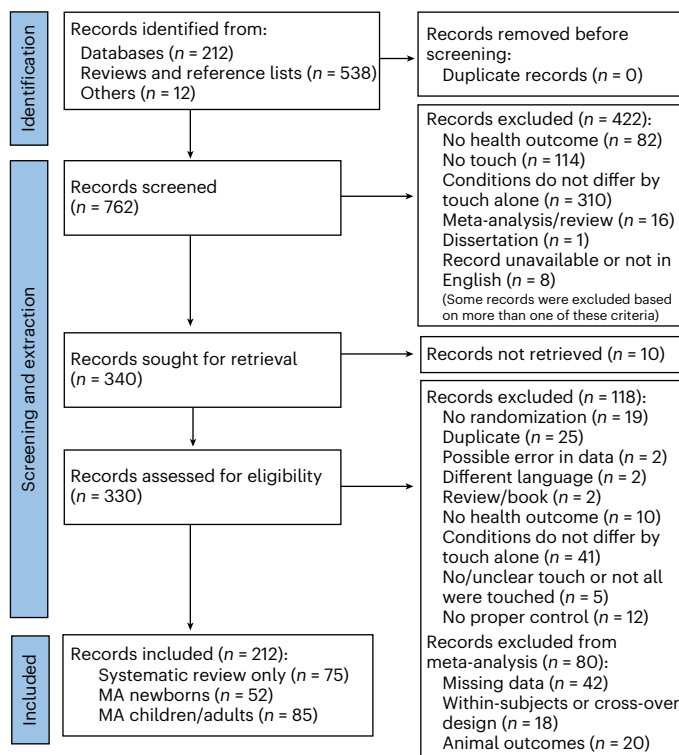 Identification
Records identified from:
Databases (n = 212)
Reviews and reference lists (n = 538)
Others (n = 12)
Records removed before
screening:
Duplicate records (n = 0)
Screening and extraction
Records screened
(n = 762)
Records excluded (n = 422):
No health outcome (n = 82)
No touch (n = 114)
Conditions do not differ by
touch alone (n = 310)
Meta-analysis/review (n = 16)
Dissertation (n = 1)
Record unavailable or not in
English (n = 8)
(Some records were excluded based
on more than one of these criteria)
Records sought for retrieval
(n = 340)
Records not retrieved (n = 10)
Records assessed for eligibility
(n = 330)
Records excluded (n = 118):
No randomization (n = 19)
Duplicate (n = 25)
Possible error in data (n = 2)
Different language (n = 2)
Review/book (n = 2)
No health outcome (n = 10)
Conditions do not differ by
touch alone (n = 41)
No/unclear touch or not all
were touched (n = 5)
No proper control (n = 12)
Records excluded from
meta-analysis (n = 80):
Missing data (n = 42)
Within-subjects or cross-over
design (n = 18)
Animal outcomes (n = 20)
Included
Records included (n = 212):
Systematic review only (n = 75)
MA newborns (n = 52)
MA children/adults (n = 85)